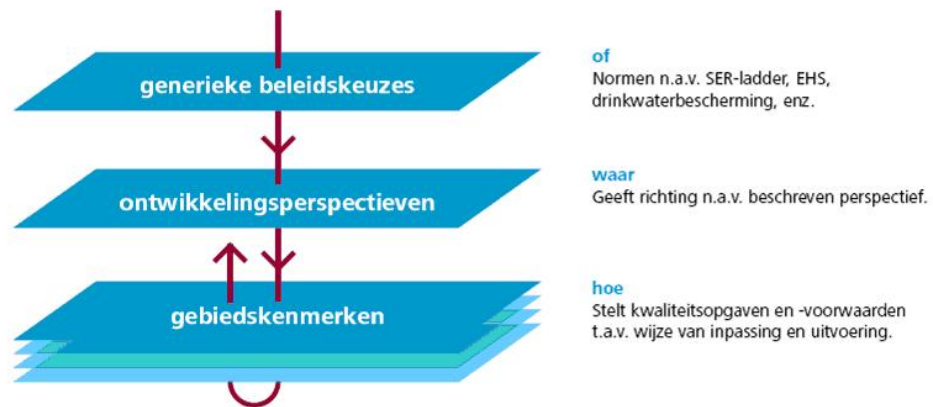 generieke beleidskeuzes
of
Normen n.a.v. SER-ladder, EHS,
drinkwaterbescherming, enz.
ontwikkelingsperspectieven
waar
Geeft richting n.a.v. beschreven perspectief.
gebiedskenmerken
hoe
Stelt kwaliteitsopgaven en -voorwaarden
t.a.v. wijze van inpassing en uitvoering.